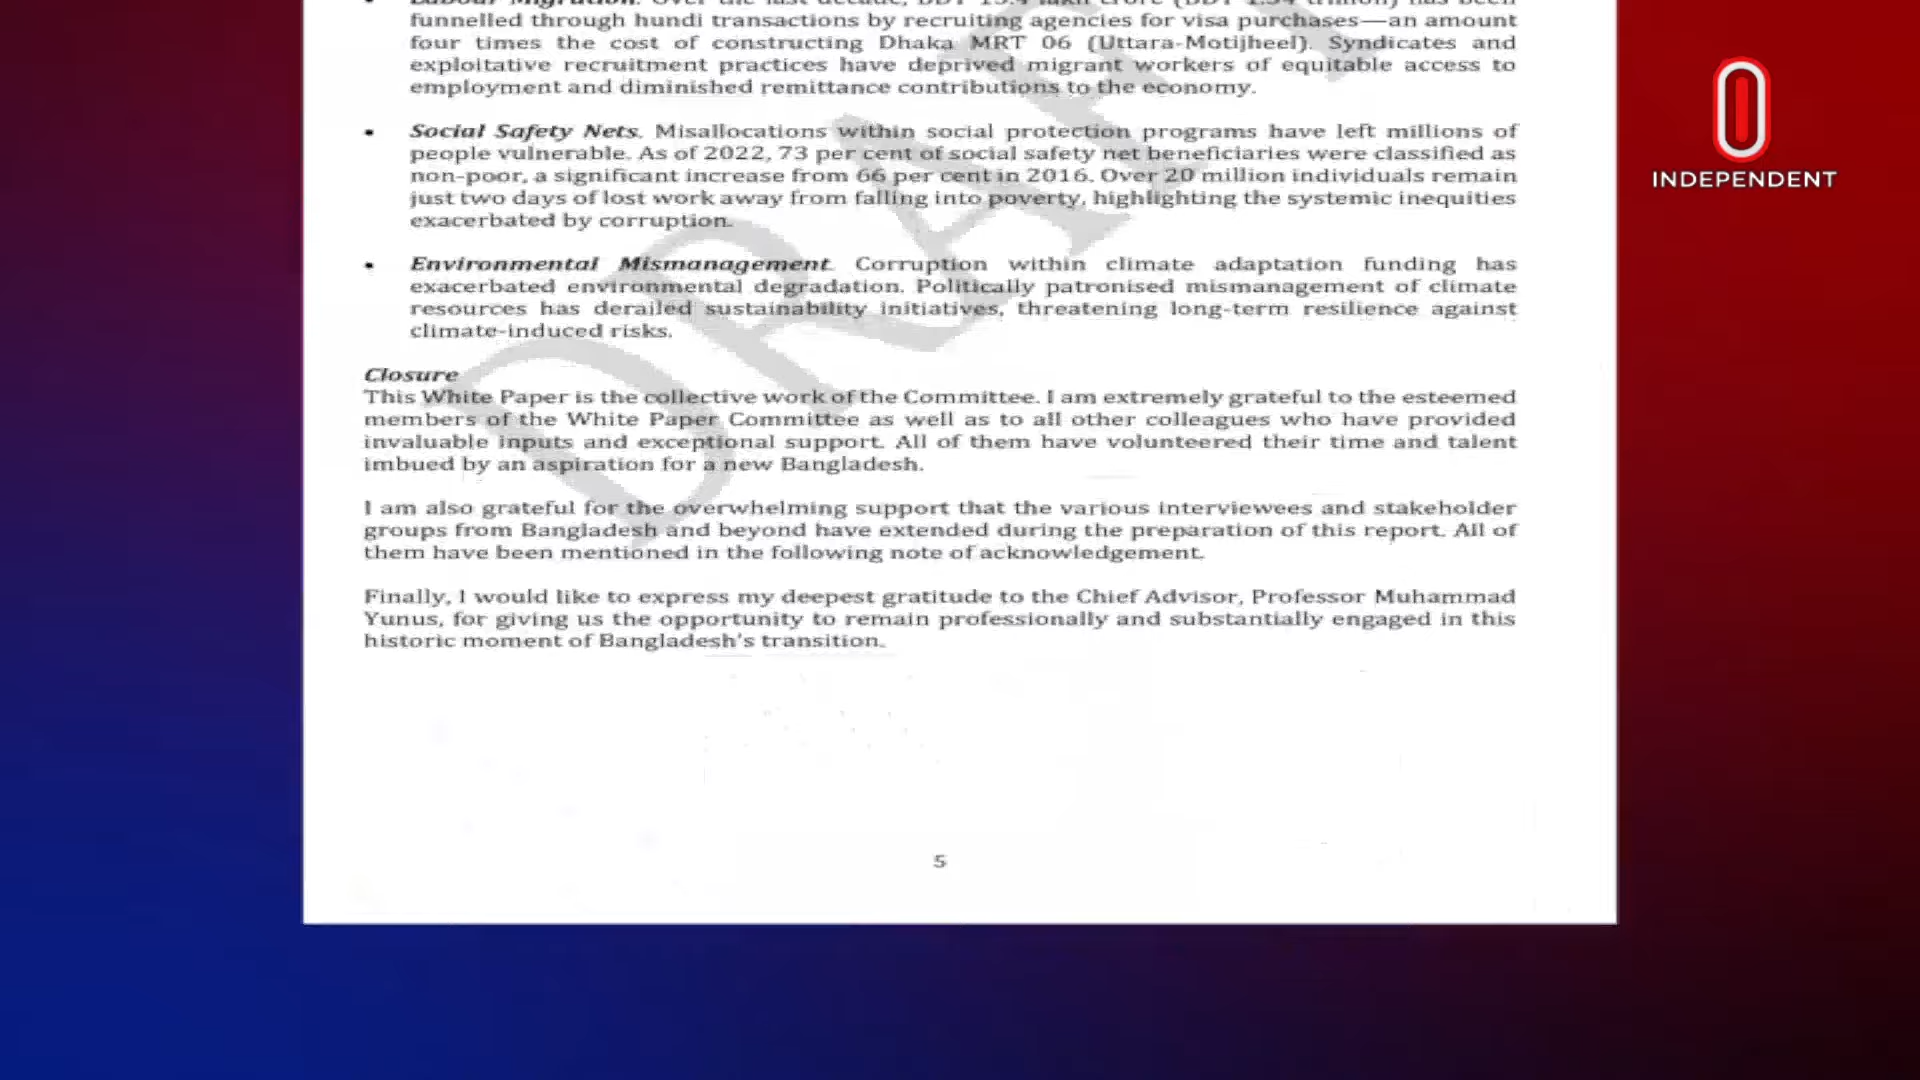 Labour Migration. Over the last decade, BDT 13.4 lakh crore (BDT 1.34 trillion) has been
funnelled through hundi transactions by recruiting agencies for visa purchases—an amount
four times the cost of constructing Dhaka MRT 06 (Uttara-Motijheel). Syndicates and
exploitative recruitment practices have deprived migrant workers of equitable access to
employment and diminished remittance contributions to the economy.
• Social Safety Nets. Misallocations within social protection programs have left millions of
people vulnerable. As of 2022, 73 per cent of social safety net beneficiaries were classified as
non-poor, a significant increase from 66 per cent in 2016. Over 20 million individuals remain
just two days of lost work away from falling into poverty, highlighting the systemic inequities
exacerbated by corruption.
• Environmental Mismanagement. Corruption within climate adaptation funding has
exacerbated environmental degradation. Politically patronised mismanagement of climate
resources has derailed sustainability initiatives, threatening long-term resilience against
climate-induced risks.
Closure
This White Paper is the collective work of the Committee. I am extremely grateful to the esteemed
members of the White Paper Committee as well as to all other colleagues who have provided
invaluable inputs and exceptional support. All of them have volunteered their time and talent
imbued by an aspiration for a new Bangladesh.
I am also grateful for the overwhelming support that the various interviewees and stakeholder
groups from Bangladesh and beyond have extended during the preparation of this report. All of
them have been mentioned in the following note of acknowledgement.
Finally, I would like to express my deepest gratitude to the Chief Advisor, Professor Muhammad
Yunus, for giving us the opportunity to remain professionally and substantially engaged in this
historic moment of Bangladesh's transition.
5
DRAFT
INDEPENDENT